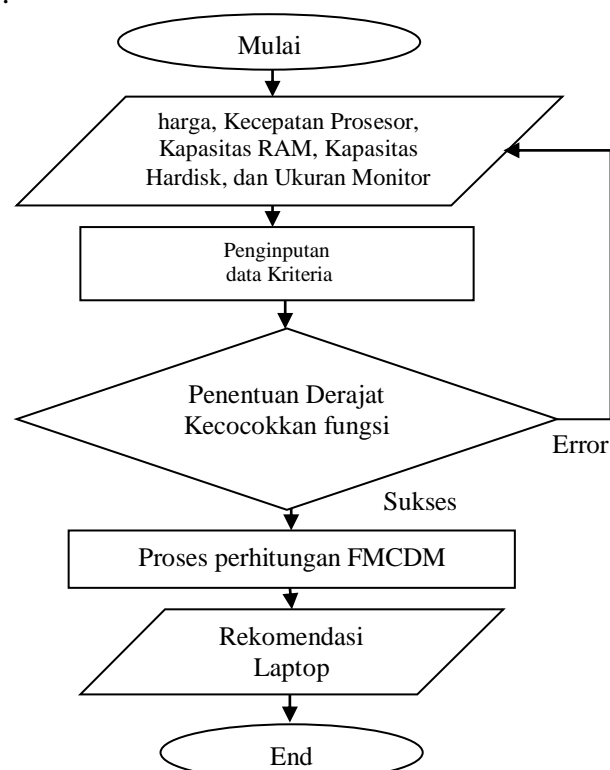 Mulai
harga, Kecepatan Prosesor,
Kapasitas RAM, Kapasitas
Hardisk, dan Ukuran Monitor
Penginputan
data Kriteria
Penentuan Derajat
Kecocokkan fungsi
Error
Sukses
Proses perhitungan FMCDM
Rekomendasi
Laptop
End